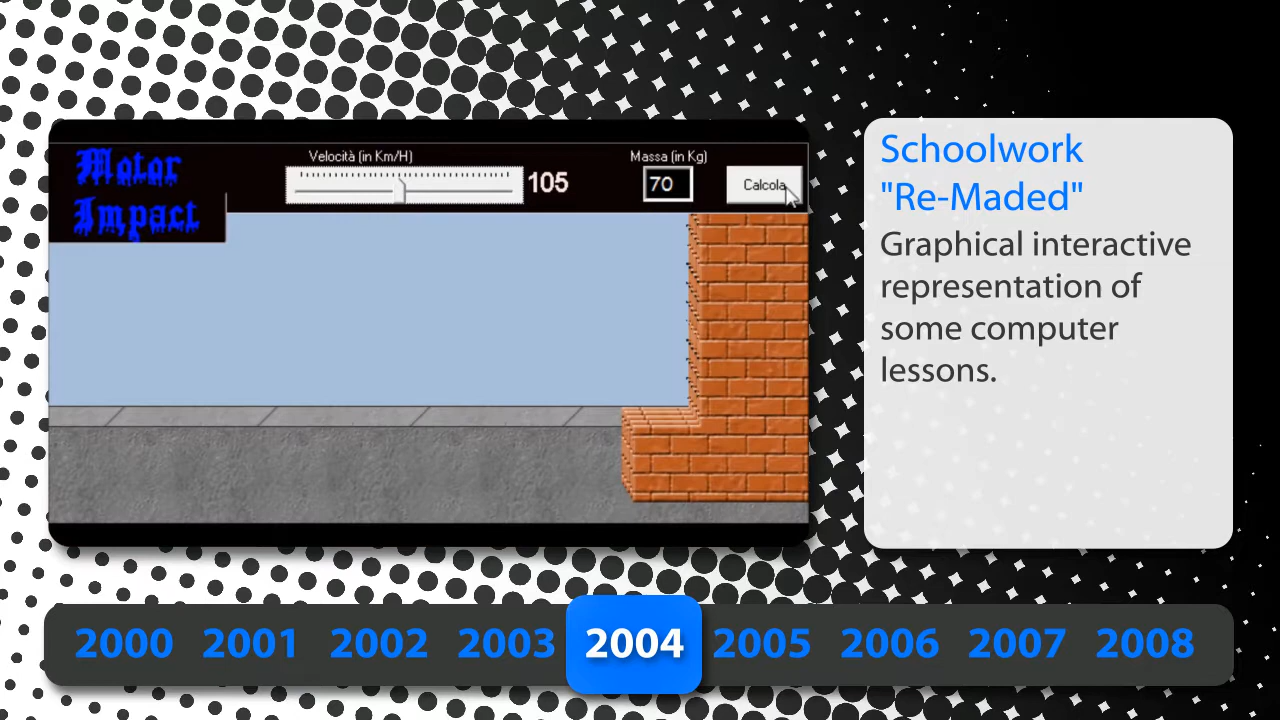 Motor
Impact
Velocità (in Km/H)
105
Massa (in Kg)
70
Calcola
Schoolwork
"Re-Maded"
Graphical interactive
representation of
some computer
lessons.
2000 2001 2002 2003 2004 2005 2006 2007 2008